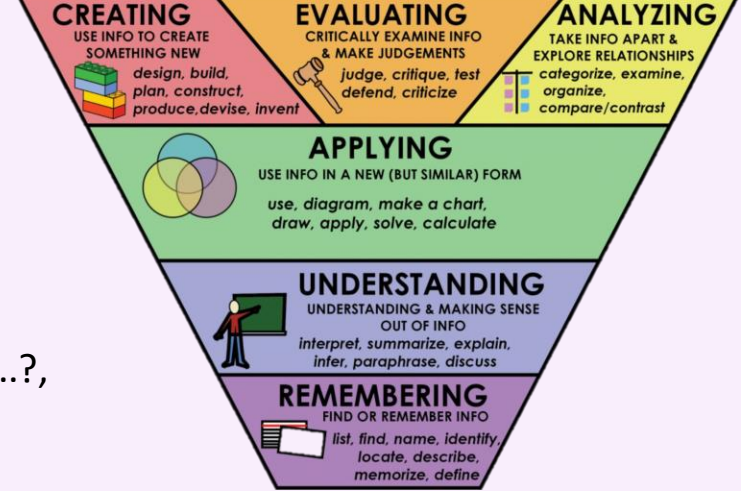 CREATING
USE INFO TO CREATE
SOMETHING NEW
design, build,
plan, construct,
produce,devise, invent
EVALUATING
CRITICALLY EXAMINE INFO
& MAKE JUDGEMENTS
judge, critique, test
defend, criticize
ANALYZING
TAKE INFO APART &
EXPLORE RELATIONSHIPS
categorize, examine,
organize,
compare/contrast
APPLYING
USE INFO IN A NEW (BUT SIMILAR) FORM
use, diagram, make a chart,
draw, apply, solve, calculate
UNDERSTANDING
UNDERSTANDING & MAKING SENSE
OUT OF INFO
interpret, summarize, explain,
infer, paraphrase, discuss
..?,
REMEMBERING
FIND OR REMEMBER INFO
list, find, name, identify,
locate, describe,
memorize, define